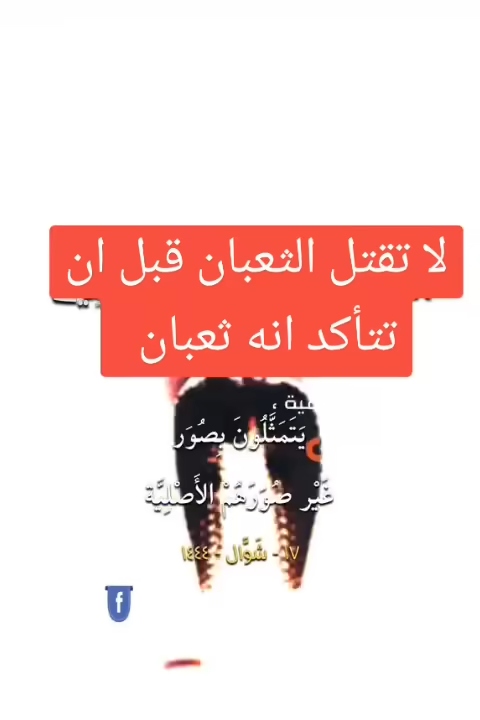 لا تقتل الثعبان قبل ان
تتأكد انه ثعبان
يَتَمَثَّلُونَ بِصُوَر
غَيْر صُوَرَهُمْ الأَصْلِيَّة
١٧ - شَوَّال - ١٤٤٤
f